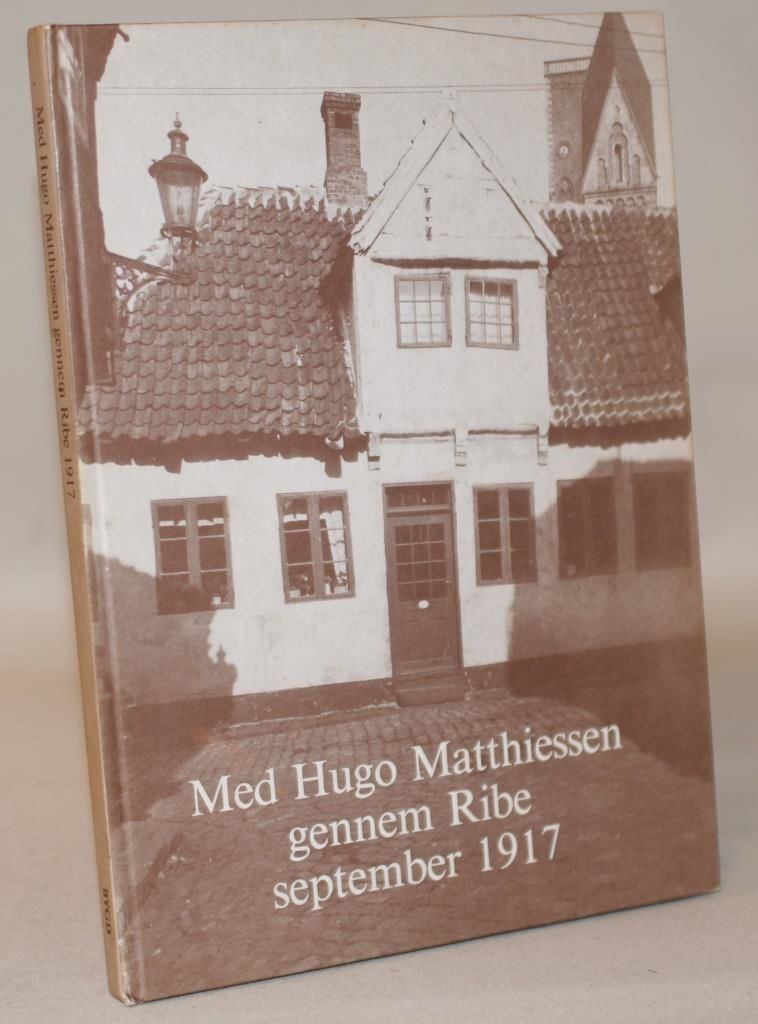 Med Hugo Matthiessen gennem Ribe 1917
BYGD
Med Hugo Matthiessen
gennem Ribe
september 1917